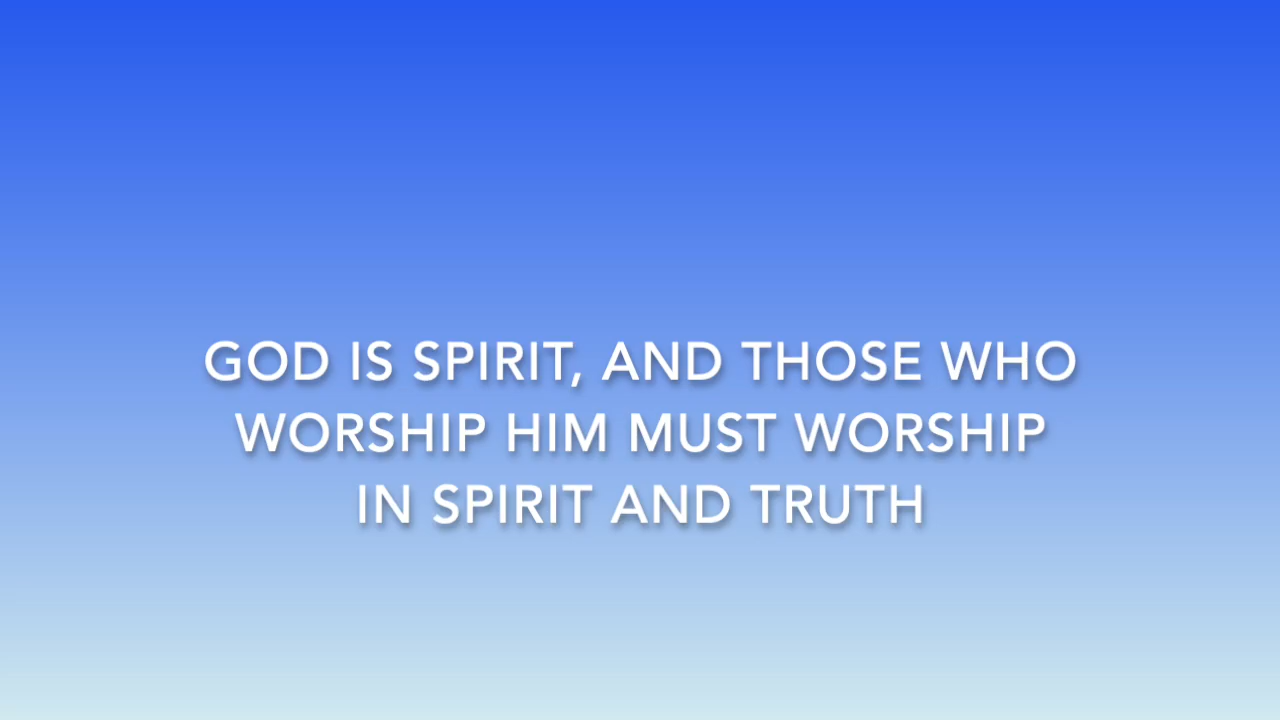 GOD IS SPIRIT, AND THOSE WHO
WORSHIP HIM MUST WORSHIP
IN SPIRIT AND TRUTH